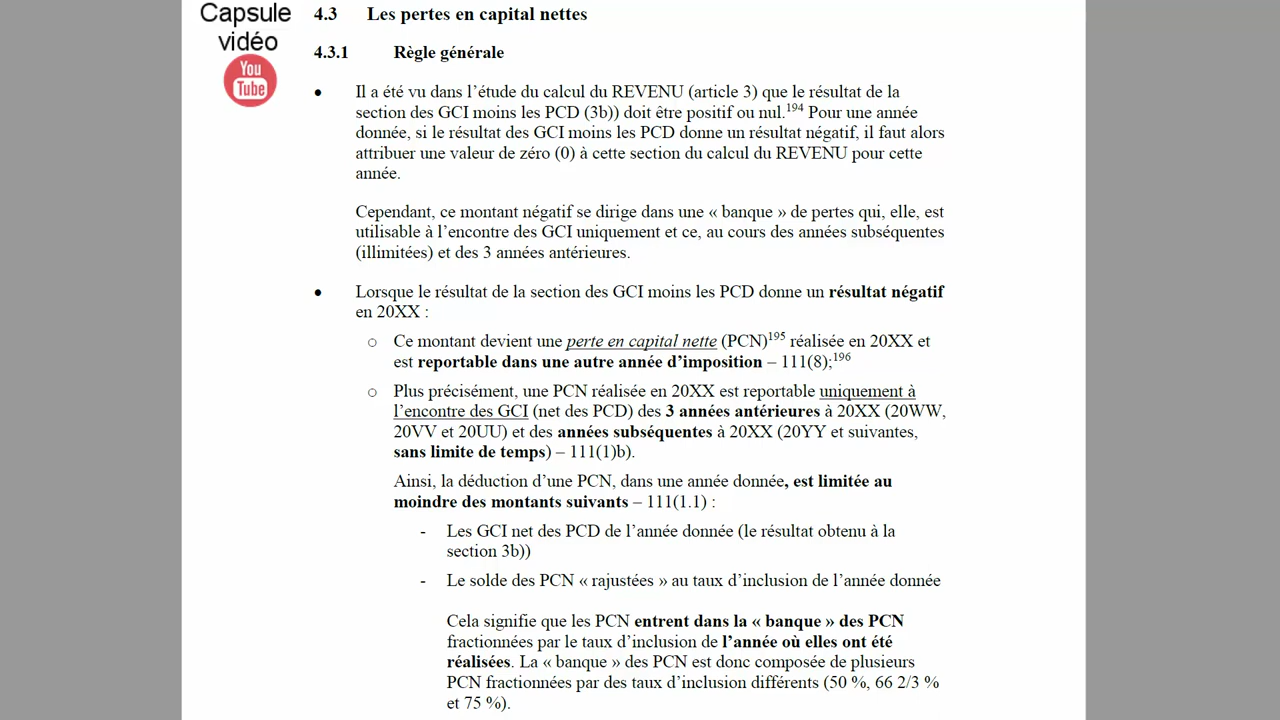 Capsule
vidéo
You
Tube
4.3 Les pertes en capital nettes
4.3.1 Règle générale
• Il a été vu dans l’étude du calcul du REVENU (article 3) que le résultat de la
section des GCI moins les PCD (3b)) doit être positif ou nul.194 Pour une année
donnée, si le résultat des GCI moins les PCD donne un résultat négatif, il faut alors
attribuer une valeur de zéro (0) à cette section du calcul du REVENU pour cette
année.
Cependant, ce montant négatif se dirige dans une « banque » de pertes qui, elle, est
utilisable à l’encontre des GCI uniquement et ce, au cours des années subséquentes
(illimitées) et des 3 années antérieures.
• Lorsque le résultat de la section des GCI moins les PCD donne un résultat négatif
en 20XX :
○ Ce montant devient une perte en capital nette (PCN)195 réalisée en 20XX et
est reportable dans une autre année d’imposition – 111(8);196
○ Plus précisément, une PCN réalisée en 20XX est reportable uniquement à
l’encontre des GCI (net des PCD) des 3 années antérieures à 20XX (20WW,
20VV et 20UU) et des années subséquentes à 20XX (20YY et suivantes,
sans limite de temps) – 111(1)b).
Ainsi, la déduction d’une PCN, dans une année donnée, est limitée au
moindre des montants suivants – 111(1.1) :
- Les GCI net des PCD de l’année donnée (le résultat obtenu à la
section 3b))
- Le solde des PCN « rajustées » au taux d’inclusion de l’année donnée
Cela signifie que les PCN entrent dans la « banque » des PCN
fractionnées par le taux d’inclusion de l’année où elles ont été
réalisées. La « banque » des PCN est donc composée de plusieurs
PCN fractionnées par des taux d’inclusion différents (50 %, 66 2/3 %
et 75 %).